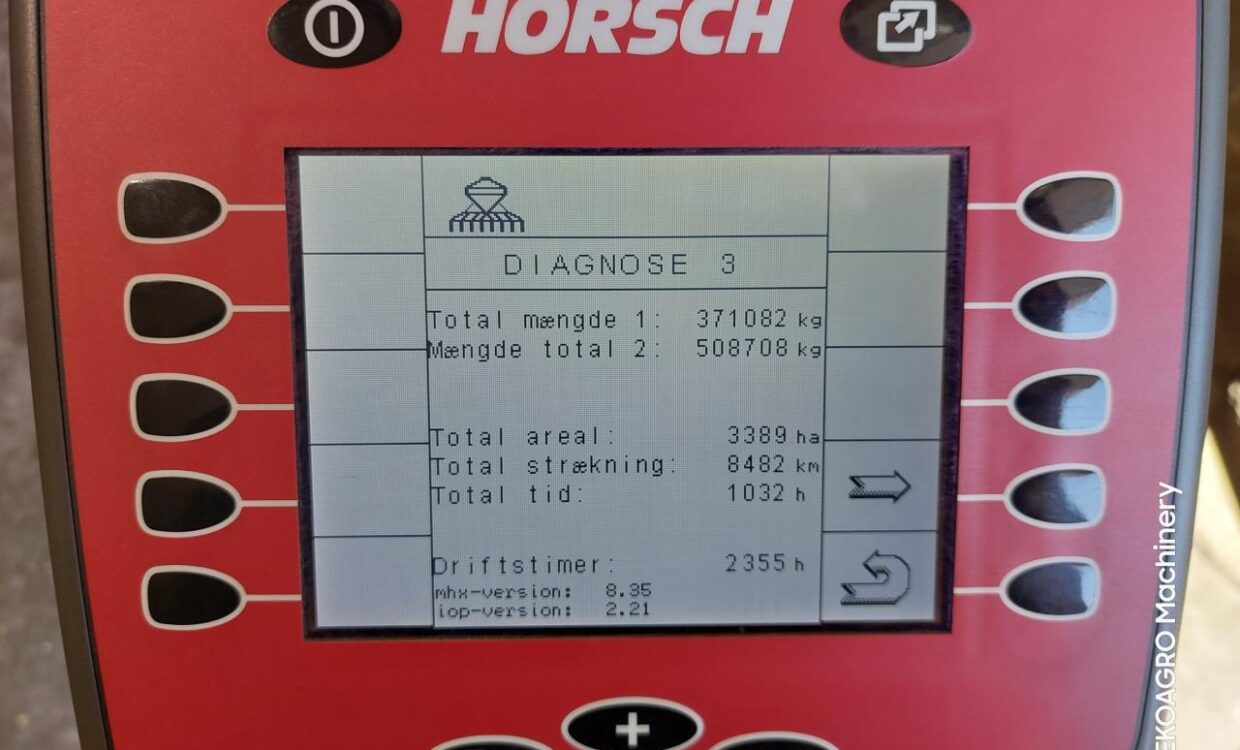 HORSCH
DIAGNOSE 3
Total mængde 1: 371082 kg
Mængde total 2: 508708 kg
Total areal: 3389 ha
Total strækning: 8482 km
Total tid: 1032 h
Driftstimer: 2355 h
mhx-version: 8.35
iop-version: 2.21
+
EKOAGRO Machinery